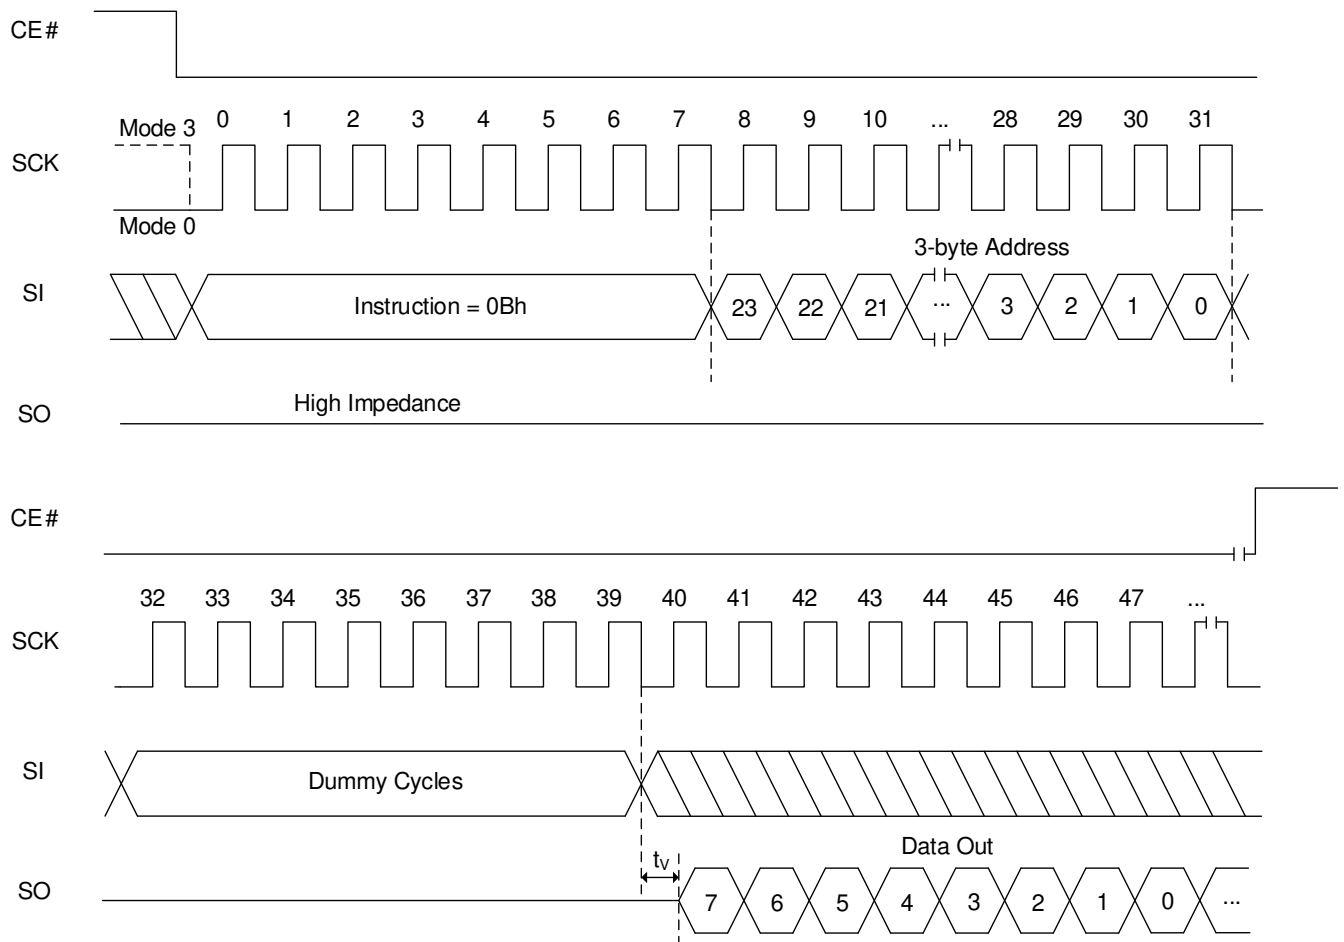 CE#
Mode 3 0 1 2 3 4 5 6 7 8 9 10 ... 28 29 30 31
SCK
Mode 0
3-byte Address
SI Instruction = 0Bh 23 22 21 ... 3 2 1 0
High Impedance
SO
CE#
32 33 34 35 36 37 38 39 40 41 42 43 44 45 46 47 ...
SCK
SI Dummy Cycles
Data Out
tV
SO 7 6 5 4 3 2 1 0 ...